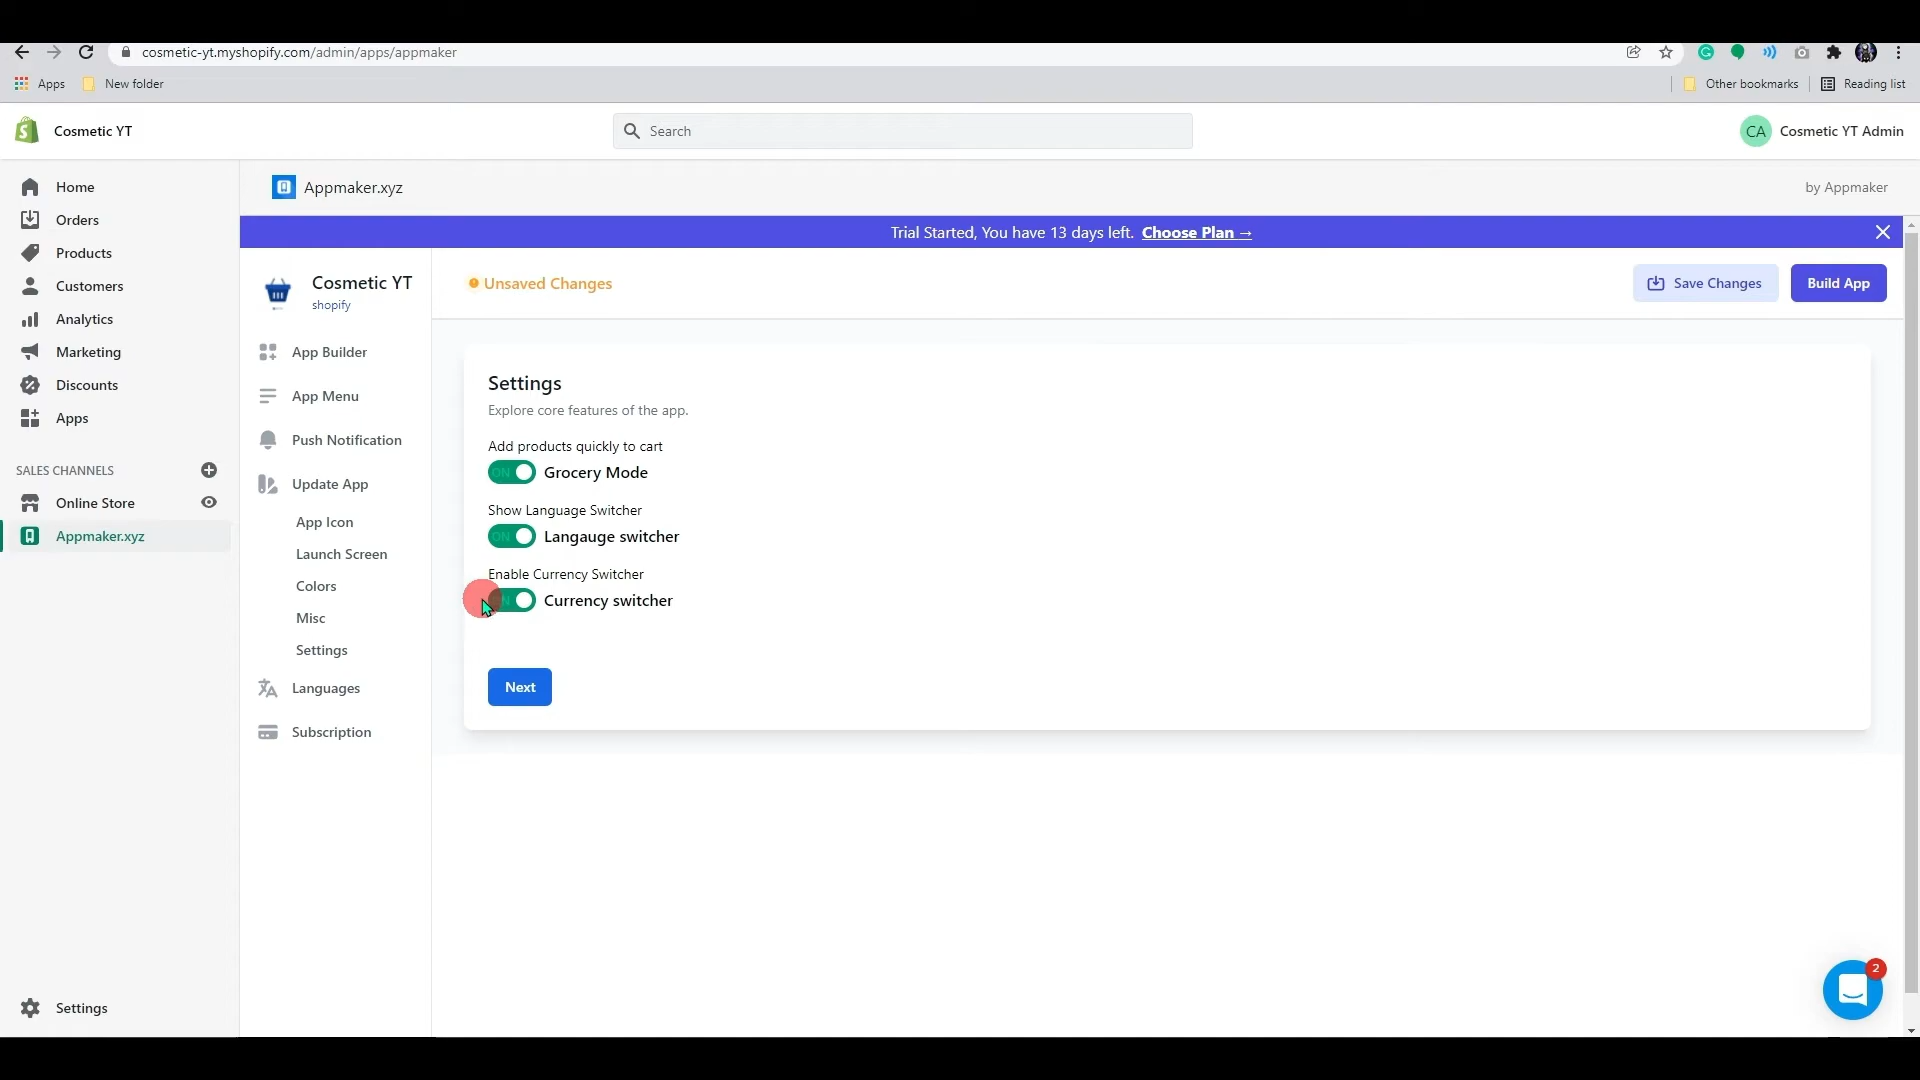 cosmetic-yt.myshopify.com/admin/apps/appmaker
Apps
New folder
Other bookmarks
Reading list
Cosmetic YT
Search
CA
Cosmetic YT Admin
Home
Orders
Products
Customers
Analytics
Marketing
Discounts
Apps
SALES CHANNELS
Online Store
Appmaker.xyz
Settings
Appmaker.xyz
by Appmaker
Trial Started, You have 13 days left. Choose Plan →
Cosmetic YT
shopify
App Builder
App Menu
Push Notification
Update App
App Icon
Launch Screen
Colors
Misc
Settings
Languages
Subscription
Unsaved Changes
Save Changes
Build App
Settings
Explore core features of the app.
Add products quickly to cart
ON Grocery Mode
Show Language Switcher
ON Langauge switcher
Enable Currency Switcher
Currency switcher
Next
2